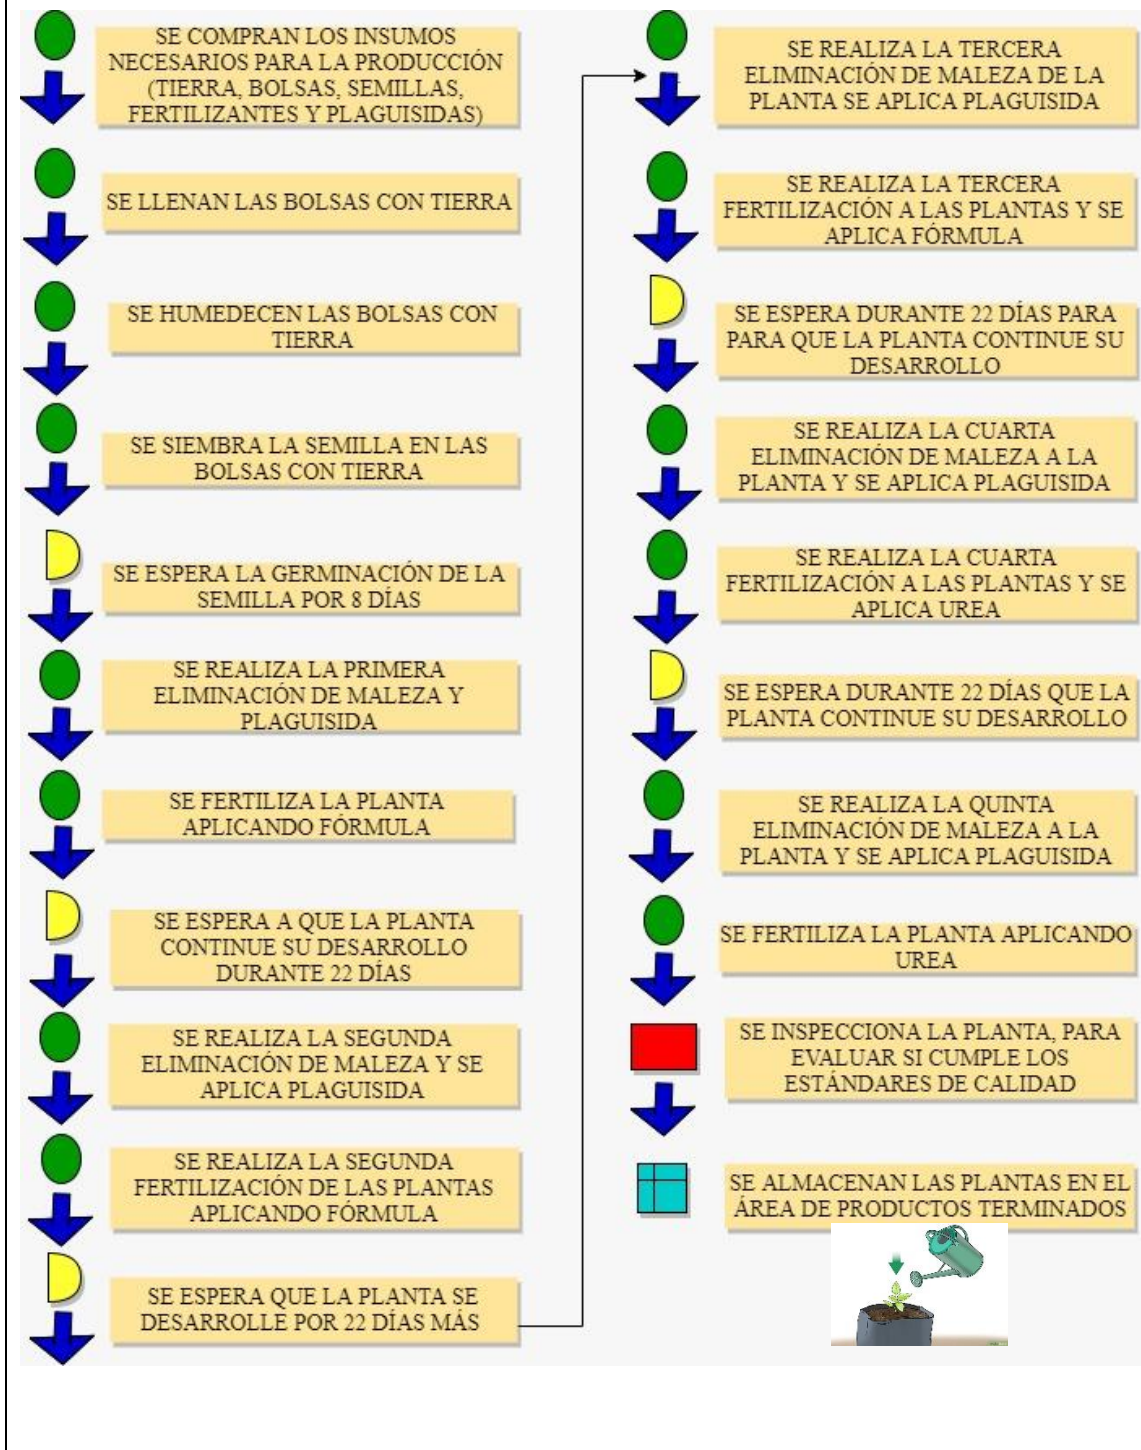 SE COMPRAN LOS INSUMOS
NECESARIOS PARA LA PRODUCCIÓN
(TIERRA, BOLSAS, SEMILLAS,
FERTILIZANTES Y PLAGUISIDAS)
SE LLENAN LAS BOLSAS CON TIERRA
SE HUMEDECEN LAS BOLSAS CON
TIERRA
SE SIEMBRA LA SEMILLA EN LAS
BOLSAS CON TIERRA
SE ESPERA LA GERMINACIÓN DE LA
SEMILLA POR 8 DÍAS
SE REALIZA LA PRIMERA
ELIMINACIÓN DE MALEZA Y
PLAGUISIDA
SE FERTILIZA LA PLANTA
APLICANDO FÓRMULA
SE ESPERA A QUE LA PLANTA
CONTINUE SU DESARROLLO
DURANTE 22 DÍAS
SE REALIZA LA SEGUNDA
ELIMINACIÓN DE MALEZA Y SE
APLICA PLAGUISIDA
SE REALIZA LA SEGUNDA
FERTILIZACIÓN DE LAS PLANTAS
APLICANDO FÓRMULA
SE ESPERA QUE LA PLANTA SE
DESARROLLE POR 22 DÍAS MÁS
SE REALIZA LA TERCERA
ELIMINACIÓN DE MALEZA DE LA
PLANTA SE APLICA PLAGUISIDA
SE REALIZA LA TERCERA
FERTILIZACIÓN A LAS PLANTAS Y SE
APLICA FÓRMULA
SE ESPERA DURANTE 22 DÍAS PARA
PARA QUE LA PLANTA CONTINUE SU
DESARROLLO
SE REALIZA LA CUARTA
ELIMINACIÓN DE MALEZA A LA
PLANTA Y SE APLICA PLAGUISIDA
SE REALIZA LA CUARTA
FERTILIZACIÓN A LAS PLANTAS Y SE
APLICA UREA
SE ESPERA DURANTE 22 DÍAS QUE LA
PLANTA CONTINUE SU DESARROLLO
SE REALIZA LA QUINTA
ELIMINACIÓN DE MALEZA A LA
PLANTA Y SE APLICA PLAGUISIDA
SE FERTILIZA LA PLANTA APLICANDO
UREA
SE INSPECCIONA LA PLANTA, PARA
EVALUAR SI CUMPLE LOS
ESTÁNDARES DE CALIDAD
SE ALMACENAN LAS PLANTAS EN EL
ÁREA DE PRODUCTOS TERMINADOS